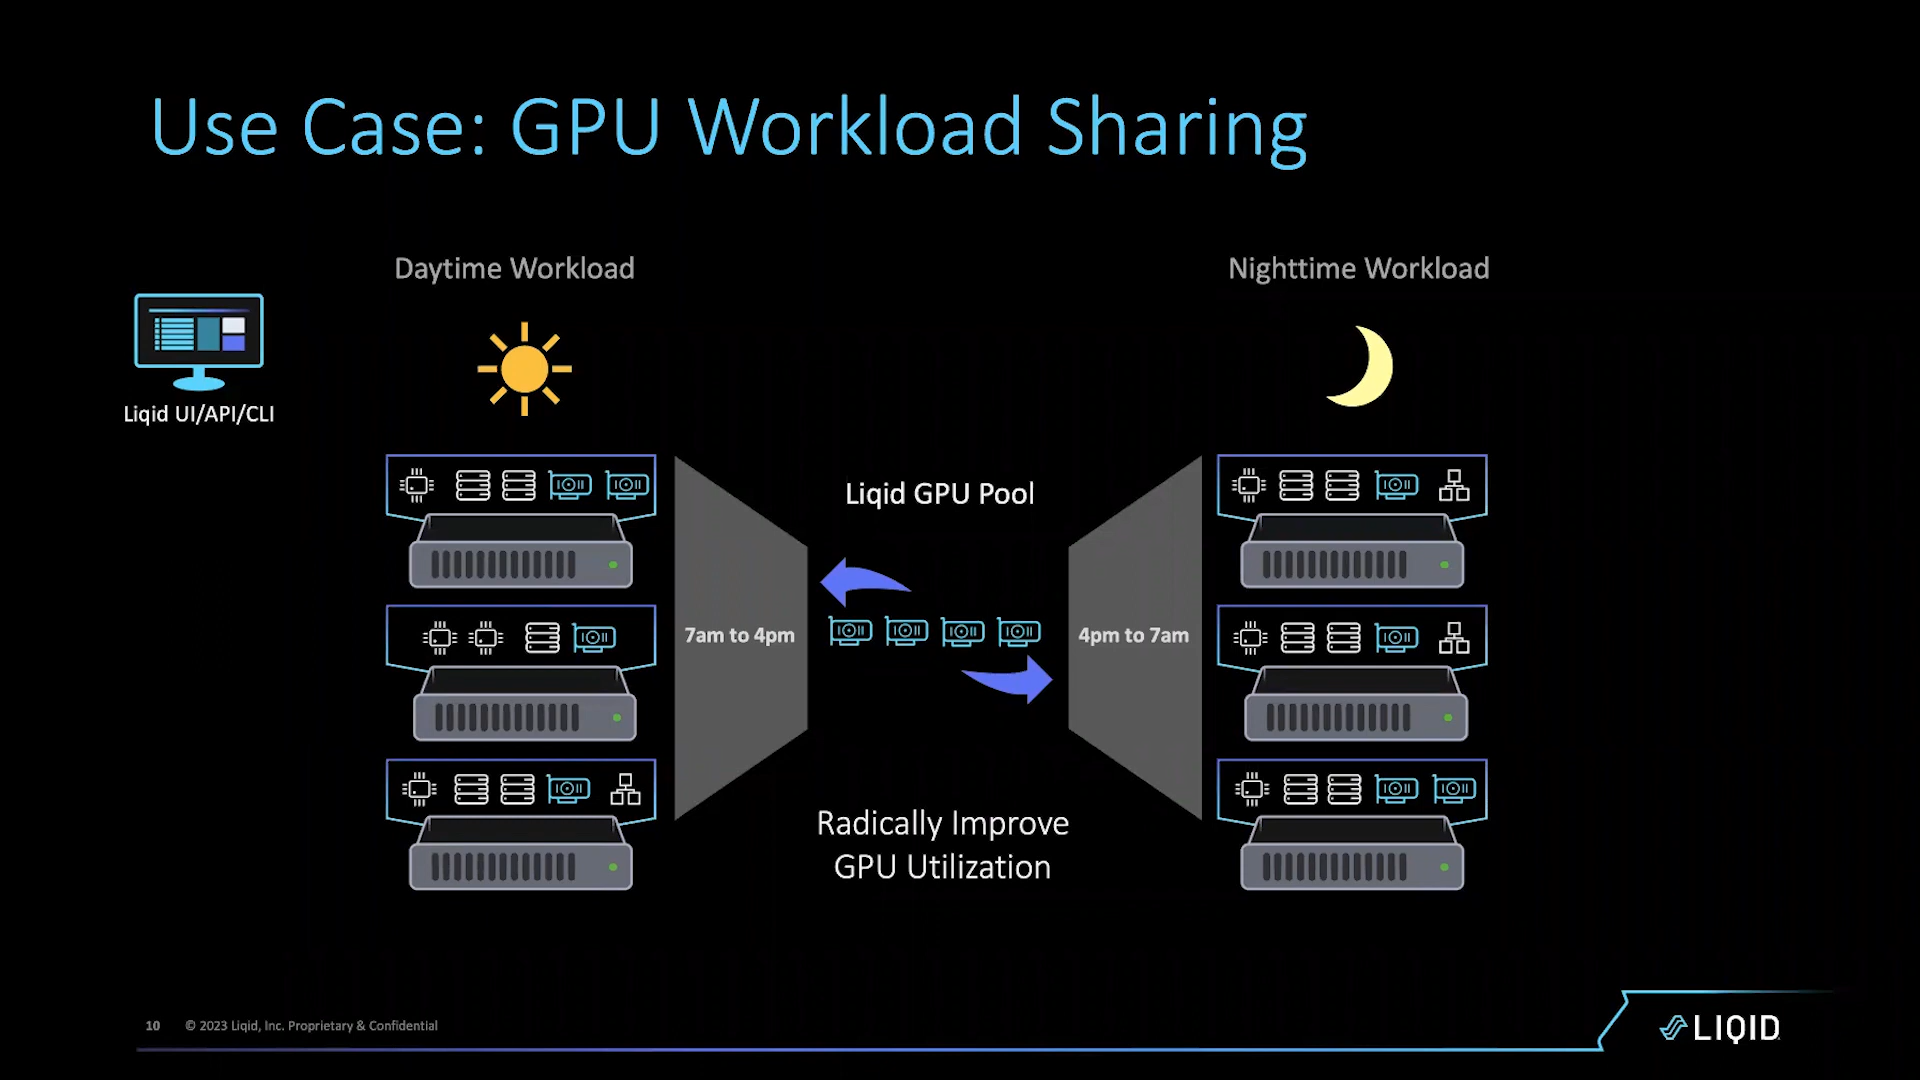 Use Case: GPU Workload Sharing
Daytime Workload
Nighttime Workload
Liqid UI/API/CLI
Liqid GPU Pool
7am to 4pm
4pm to 7am
Radically Improve
GPU Utilization
10 © 2023 Liqid, Inc. Proprietary & Confidential
LIQID